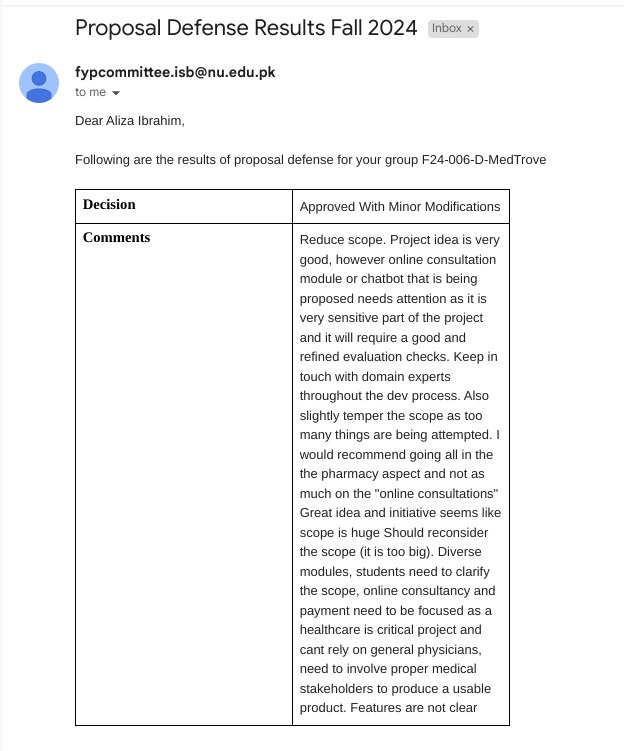 Proposal Defense Results Fall 2024 Inbox ×
fypcommittee.isb@nu.edu.pk
to me
Dear Aliza Ibrahim,
Following are the results of proposal defense for your group F24-006-D-MedTrove
Decision
Approved With Minor Modifications
Comments
Reduce scope. Project idea is very
good, however online consultation
module or chatbot that is being
proposed needs attention as it is
very sensitive part of the project
and it will require a good and
refined evaluation checks. Keep in
touch with domain experts
throughout the dev process. Also
slightly temper the scope as too
many things are being attempted. I
would recommend going all in the
the pharmacy aspect and not as
much on the "online consultations"
Great idea and initiative seems like
scope is huge Should reconsider
the scope (it is too big). Diverse
modules, students need to clarify
the scope, online consultancy and
payment need to be focused as a
healthcare is critical project and
cant rely on general physicians,
need to involve proper medical
stakeholders to produce a usable
product. Features are not clear